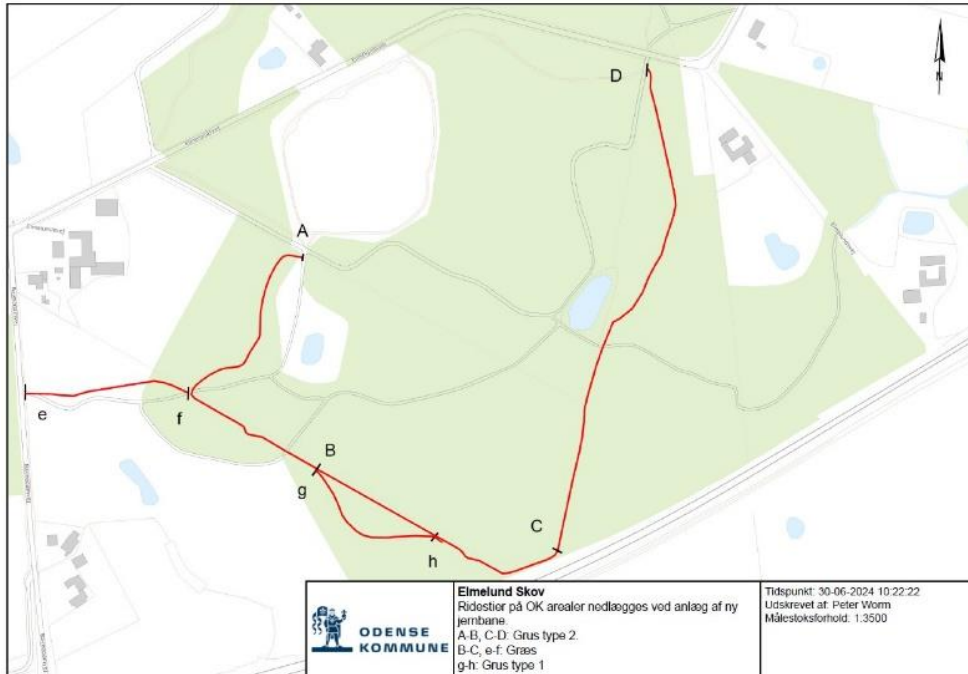 D
N
A
e
f
B
g
C
h
ODENSE
KOMMUNE
Elmelund Skov
Ridestier på OK arealer nedlægges ved anlæg af ny
jernbane.
A-B, C-D: Grus type 2.
B-C, e-f: Græs
g-h: Grus type 1
Tidspunkt: 30-06-2024 10:22:22
Udskrevet af: Peter Worm
Målestoksforhold: 1:3500